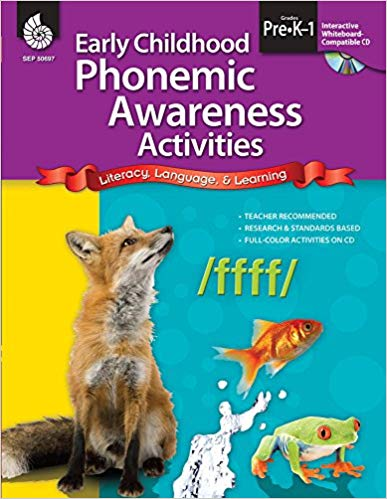 SEP 50697
Grades
Pre•K-1
Interactive
Whiteboard-
Compatible CD
Early Childhood
Phonemic
Awareness
Activities
Literacy, Language, & Learning
• TEACHER RECOMMENDED
• RESEARCH & STANDARDS BASED
• FULL-COLOR ACTIVITIES ON CD
/ffff/